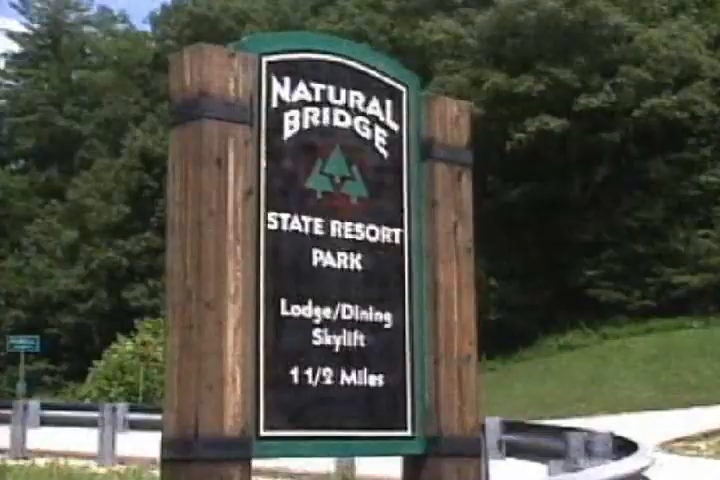 NATURAL
BRIDGE
STATE RESORT
PARK
Lodge/Dining
Skylift
1 1/2 Miles